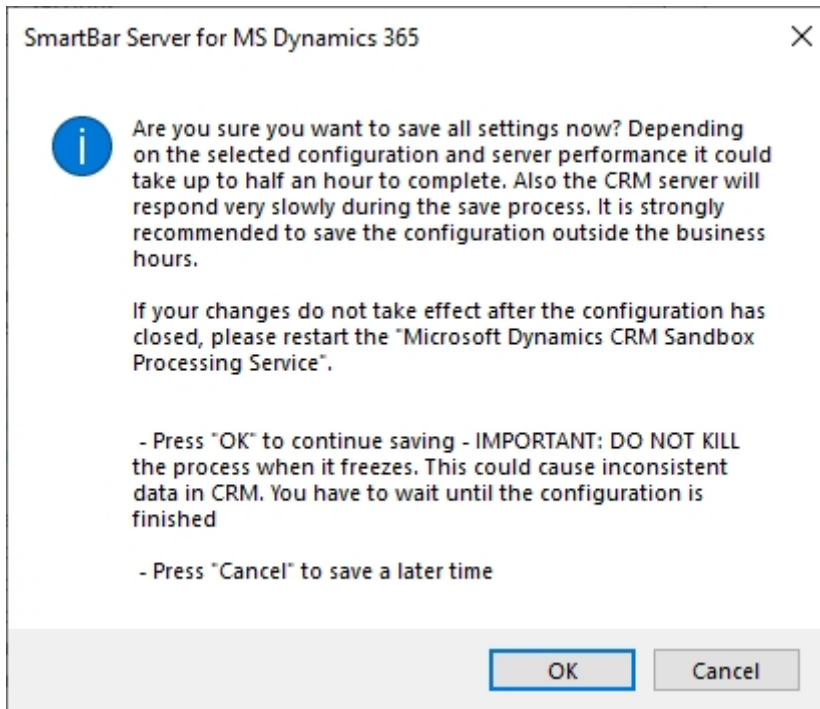 SmartBar Server for MS Dynamics 365
Are you sure you want to save all settings now? Depending
on the selected configuration and server performance it could
take up to half an hour to complete. Also the CRM server will
respond very slowly during the save process. It is strongly
recommended to save the configuration outside the business
hours.
If your changes do not take effect after the configuration has
closed, please restart the "Microsoft Dynamics CRM Sandbox
Processing Service".
- Press "OK" to continue saving - IMPORTANT: DO NOT KILL
the process when it freezes. This could cause inconsistent
data in CRM. You have to wait until the configuration is
finished
- Press "Cancel" to save a later time
OK Cancel